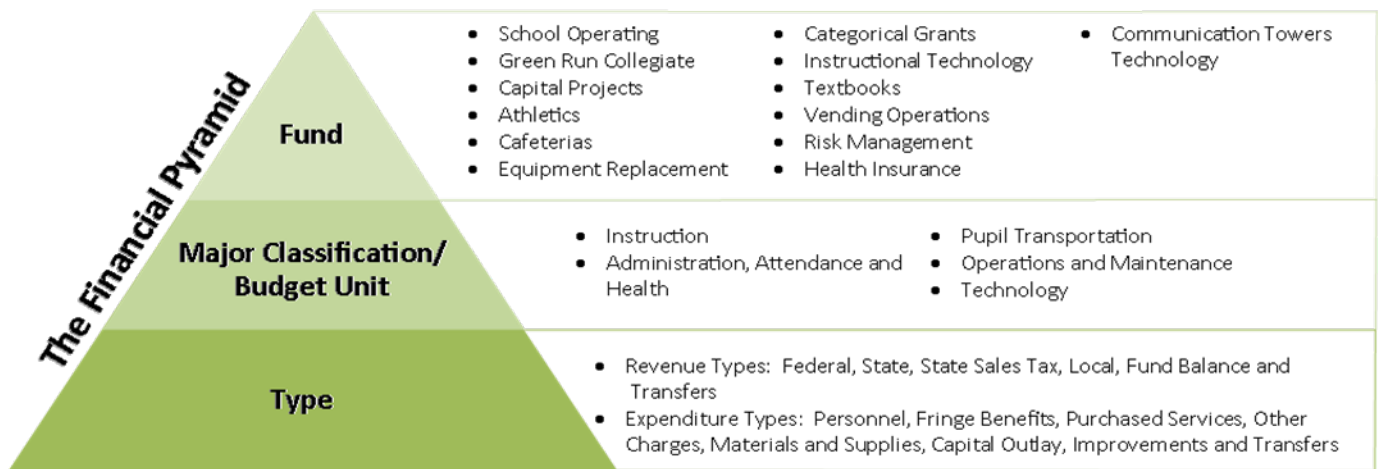 The Financial Pyramid
Fund
• School Operating
• Green Run Collegiate
• Capital Projects
• Athletics
• Cafeterias
• Equipment Replacement
• Categorical Grants
• Instructional Technology
• Textbooks
• Vending Operations
• Risk Management
• Health Insurance
• Communication Towers
Technology
Major Classification/
Budget Unit
• Instruction
• Administration, Attendance and
Health
• Pupil Transportation
• Operations and Maintenance
• Technology
Type
• Revenue Types: Federal, State, State Sales Tax, Local, Fund Balance and
Transfers
• Expenditure Types: Personnel, Fringe Benefits, Purchased Services, Other
Charges, Materials and Supplies, Capital Outlay, Improvements and Transfers